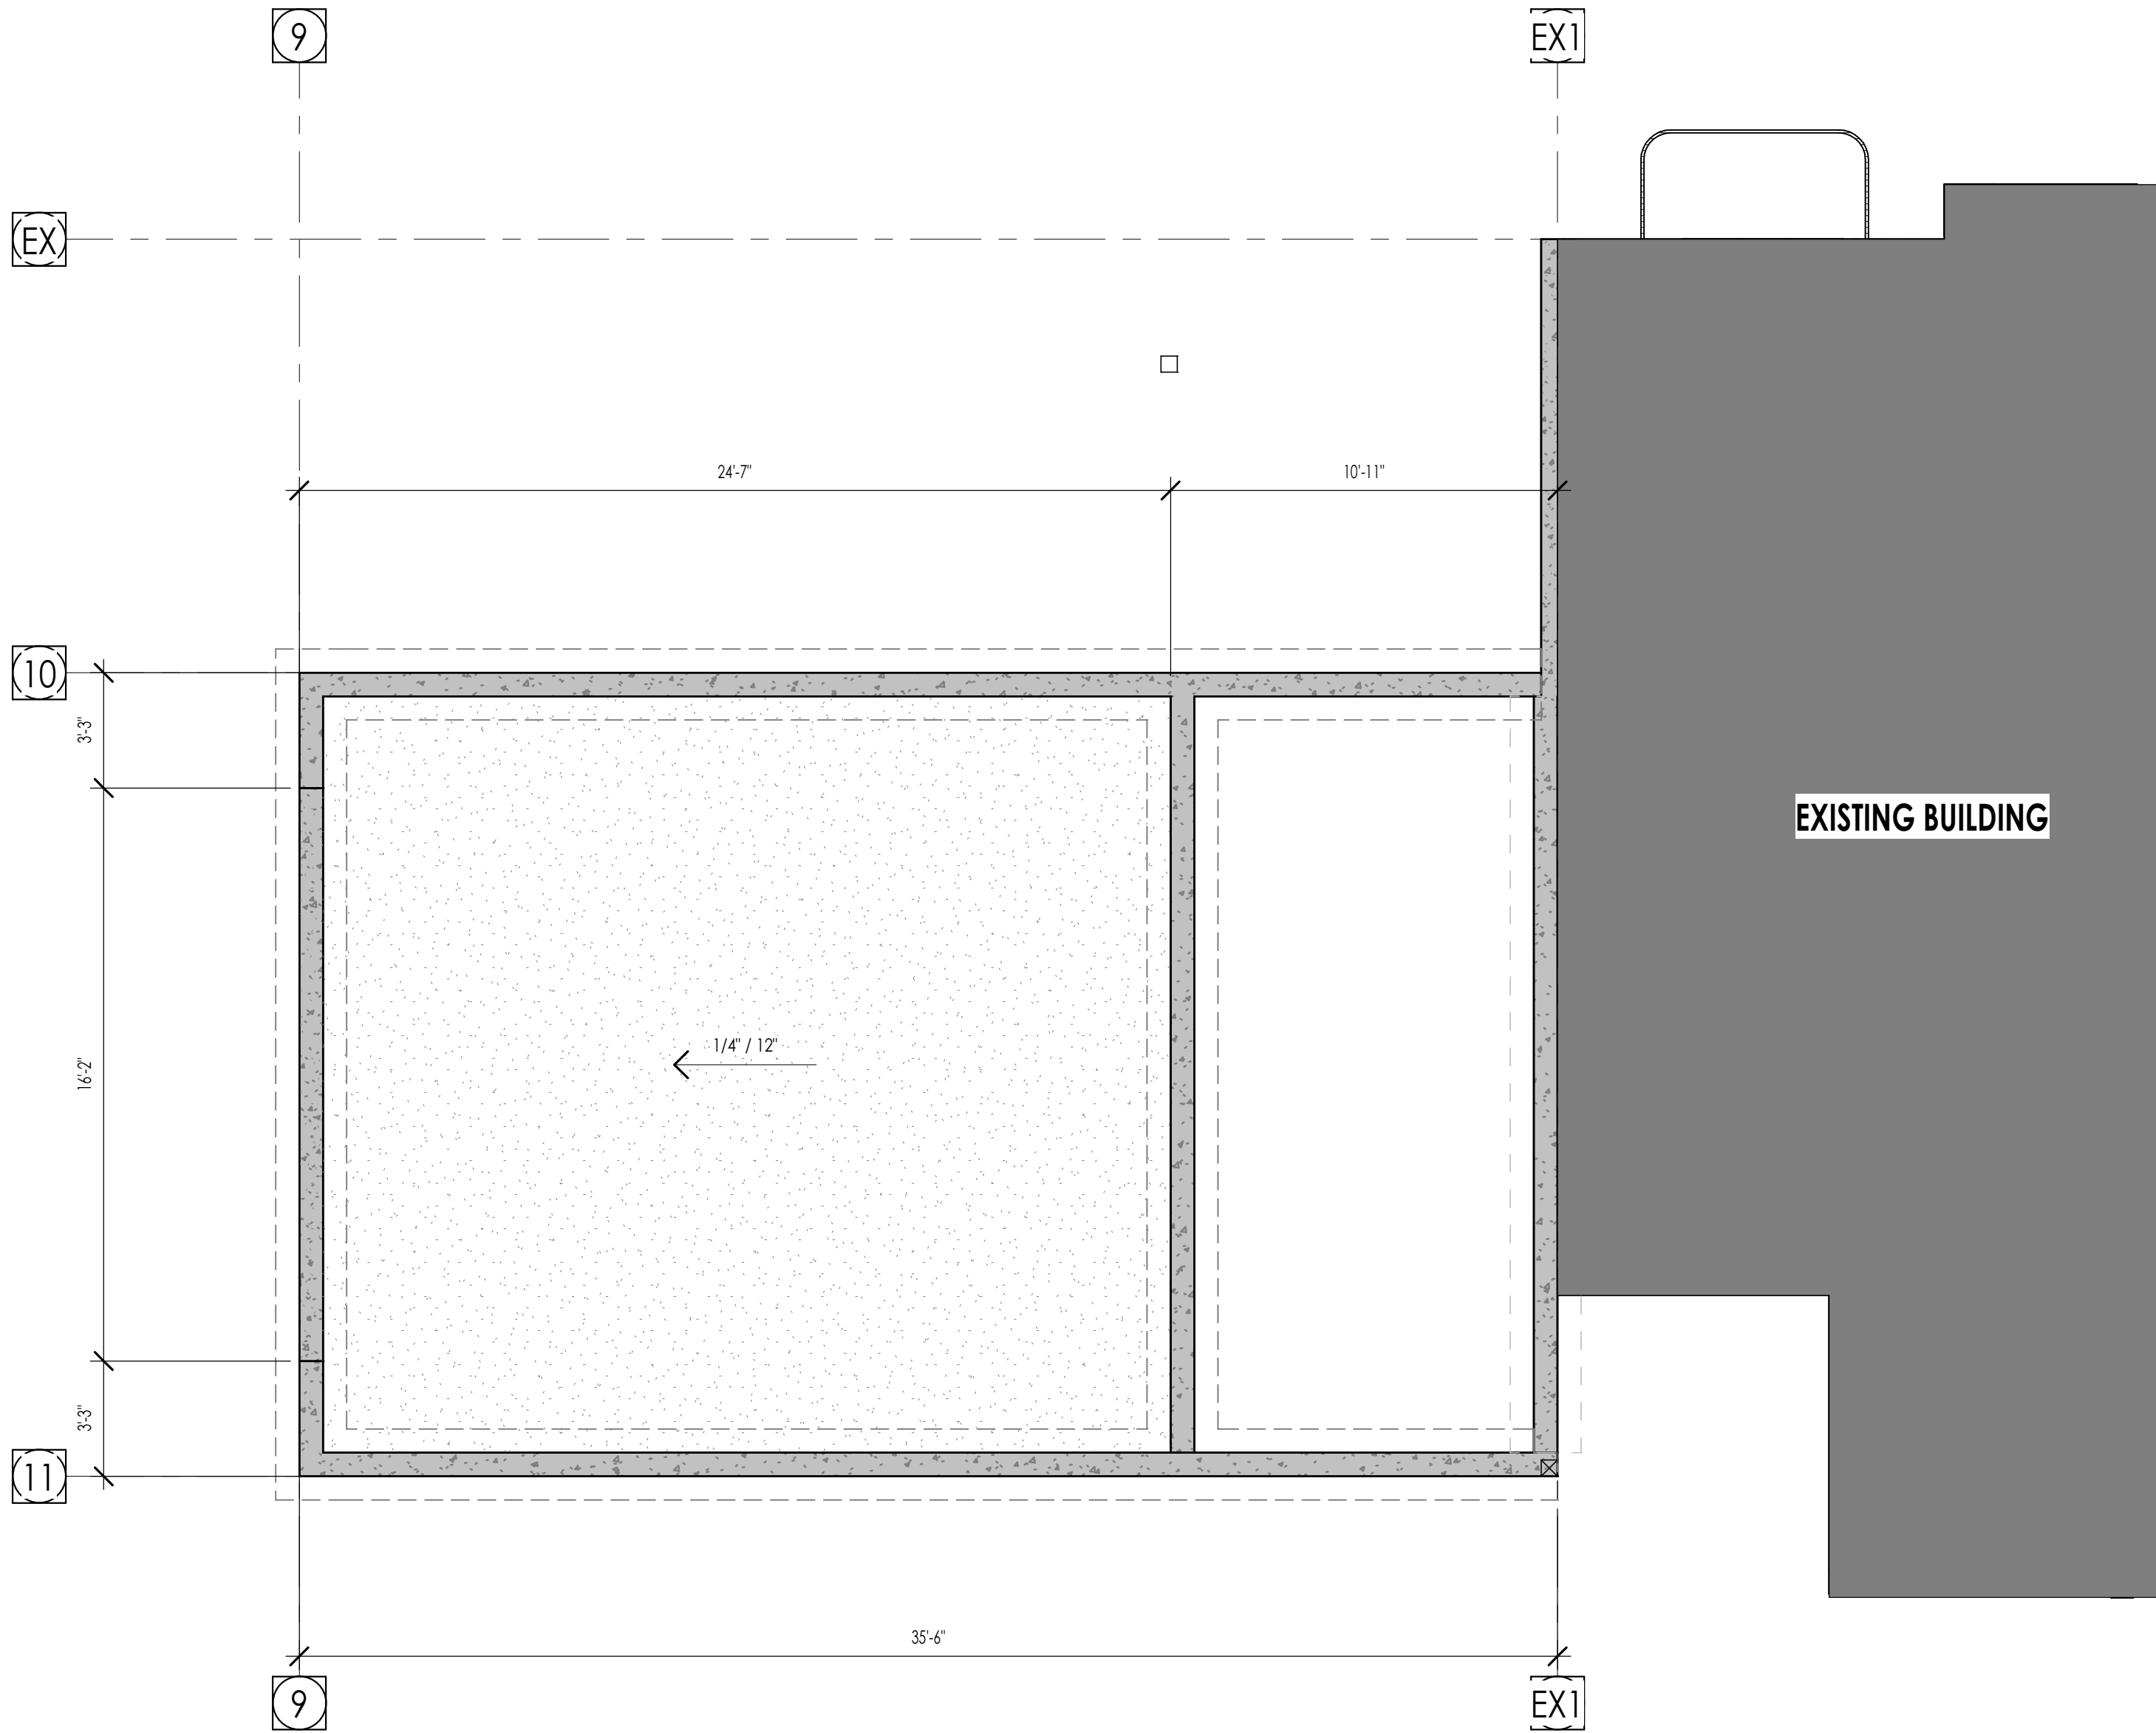 9
EX1
EX
24'-7"
10'-11"
10
3'-3"
EXISTING BUILDING
1/4" / 12"
16'-2"
3'-3"
11
35'-6"
9
EX1